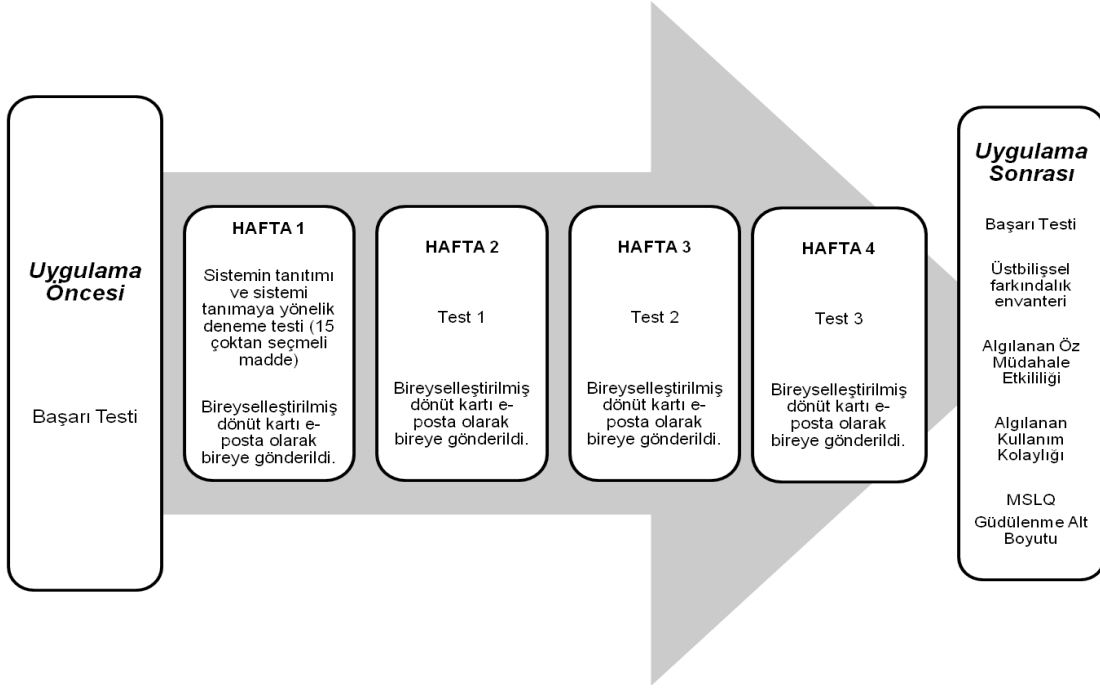 Uygulama
Öncesi
Başarı Testi
HAFTA 1
Sistemin tanıtımı
ve sistemi
tanımaya yönelik
deneme testi (15
çoktan seçmeli
madde)
Bireyselleştirilmiş
dönüt kartı e-
posta olarak
bireye gönderildi.
HAFTA 2
Test 1
Bireyselleştirilmiş
dönüt kartı e-
posta olarak
bireye gönderildi.
HAFTA 3
Test 2
Bireyselleştirilmiş
dönüt kartı e-
posta olarak
bireye gönderildi.
HAFTA 4
Test 3
Bireyselleştirilmiş
dönüt kartı e-
posta olarak
bireye gönderildi.
Uygulama
Sonrası
Başarı Testi
Üstbilişsel
farkındalık
envanteri
Algılanan Öz
Müdahale
Etkililiği
Algılanan
Kullanım
Kolaylığı
MSLQ
Güdülenme Alt
Boyutu